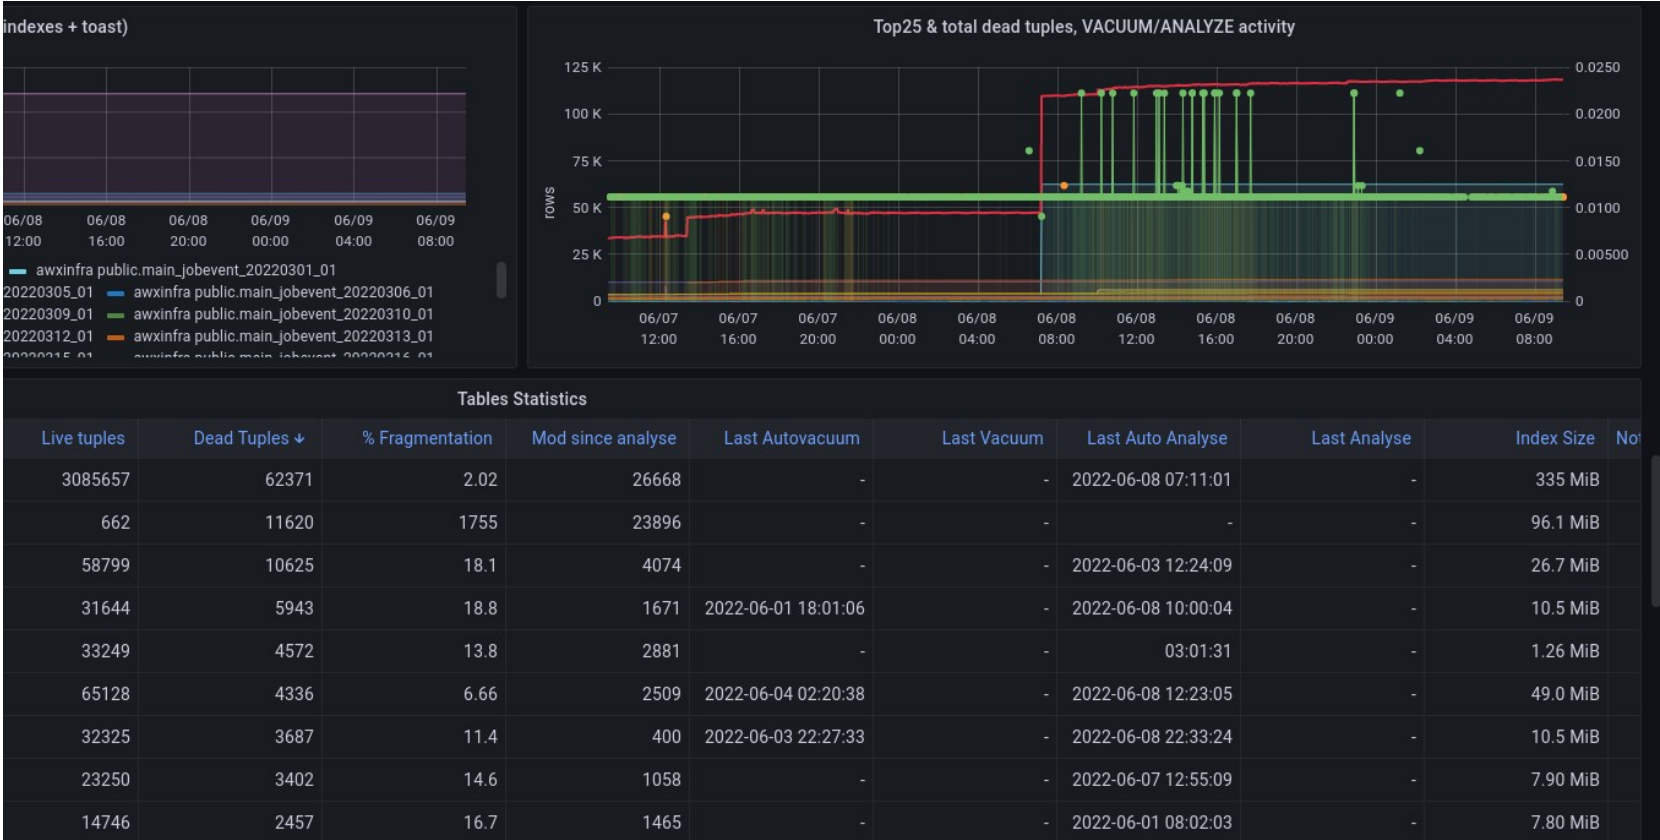 indexes + toast)
06/08 06/08 06/08 06/09 06/09 06/09
12:00 16:00 20:00 00:00 04:00 08:00
awxinfra public.main_jobevent_20220301_01
20220305_01 awxinfra public.main_jobevent_20220306_01
20220309_01 awxinfra public.main_jobevent_20220310_01
20220312_01 awxinfra public.main_jobevent_20220313_01
20220315_01 awxinfra public.main_jobevent_20220316_01
Top25 & total dead tuples, VACUUM/ANALYZE activity
rows
125 K 0.0250
100 K 0.0200
75 K 0.0150
50 K 0.0100
25 K 0.00500
0 0
06/07 06/07 06/07 06/08 06/08 06/08 06/08 06/08 06/08 06/09 06/09 06/09
12:00 16:00 20:00 00:00 04:00 08:00 12:00 16:00 20:00 00:00 04:00 08:00
Tables Statistics
Live tuples Dead Tuples ↓ % Fragmentation Mod since analyse Last Autovacuum Last Vacuum Last Auto Analyse Last Analyse Index Size Not
3085657 62371 2.02 26668 - - 2022-06-08 07:11:01 - 335 MiB
662 11620 1755 23896 - - - - 96.1 MiB
58799 10625 18.1 4074 - - 2022-06-03 12:24:09 - 26.7 MiB
31644 5943 18.8 1671 2022-06-01 18:01:06 - 2022-06-08 10:00:04 - 10.5 MiB
33249 4572 13.8 2881 - - 03:01:31 - 1.26 MiB
65128 4336 6.66 2509 2022-06-04 02:20:38 - 2022-06-08 12:23:05 - 49.0 MiB
32325 3687 11.4 400 2022-06-03 22:27:33 - 2022-06-08 22:33:24 - 10.5 MiB
23250 3402 14.6 1058 - - 2022-06-07 12:55:09 - 7.90 MiB
14746 2457 16.7 1465 - - 2022-06-01 08:02:03 - 7.80 MiB